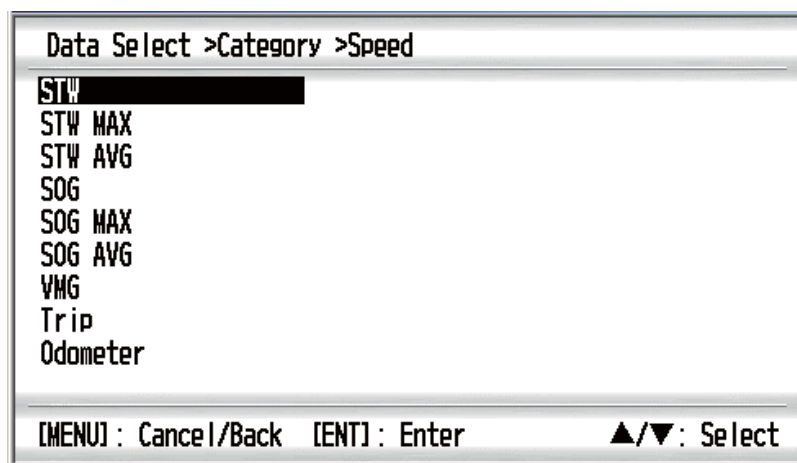 Data Select >Category >Speed
STW
STW MAX
STW AVG
SOG
SOG MAX
SOG AVG
VMG
Trip
Odometer
[MENU] : Cancel/Back [ENT] : Enter ▲/▼: Select